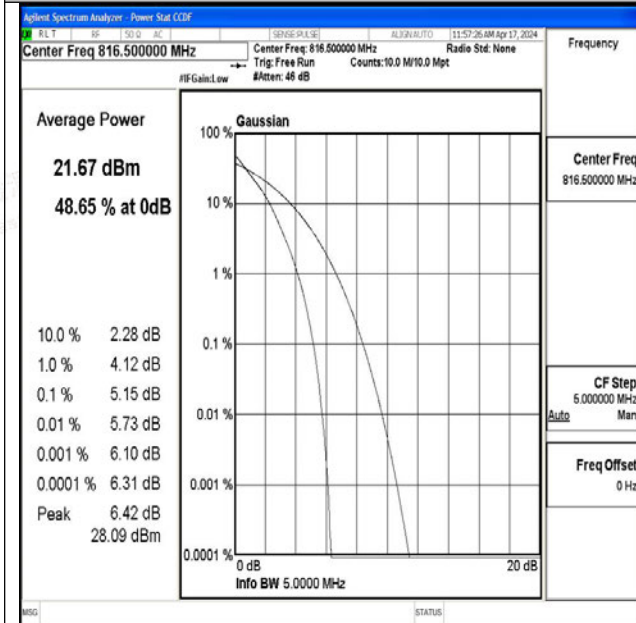 Agilent Spectrum Analyzer - Power Stat CCDF
RL T RF 50 Ω AC SENSE:PULSE ALIGN AUTO 11:57:26 AM Apr 17, 2024
Center Freq 816.500000 MHz
Center Freq: 816.500000 MHz Radio Std: None
Trig: Free Run Counts:10.0 M/10.0 Mpt
#IFGain:Low #Atten: 46 dB
Frequency
Average Power
21.67 dBm
48.65 % at 0dB
10.0 % 2.28 dB
1.0 % 4.12 dB
0.1 % 5.15 dB
0.01 % 5.73 dB
0.001 % 6.10 dB
0.0001 % 6.31 dB
Peak 6.42 dB
28.09 dBm
Gaussian
100 %
10 %
1 %
0.1 %
0.01 %
0.001 %
0.0001 %
0 dB 20 dB
Info BW 5.0000 MHz
Center Freq
816.500000 MHz
CF Step
5.000000 MHz
Auto Man
Freq Offset
0 Hz
MSG STATUS